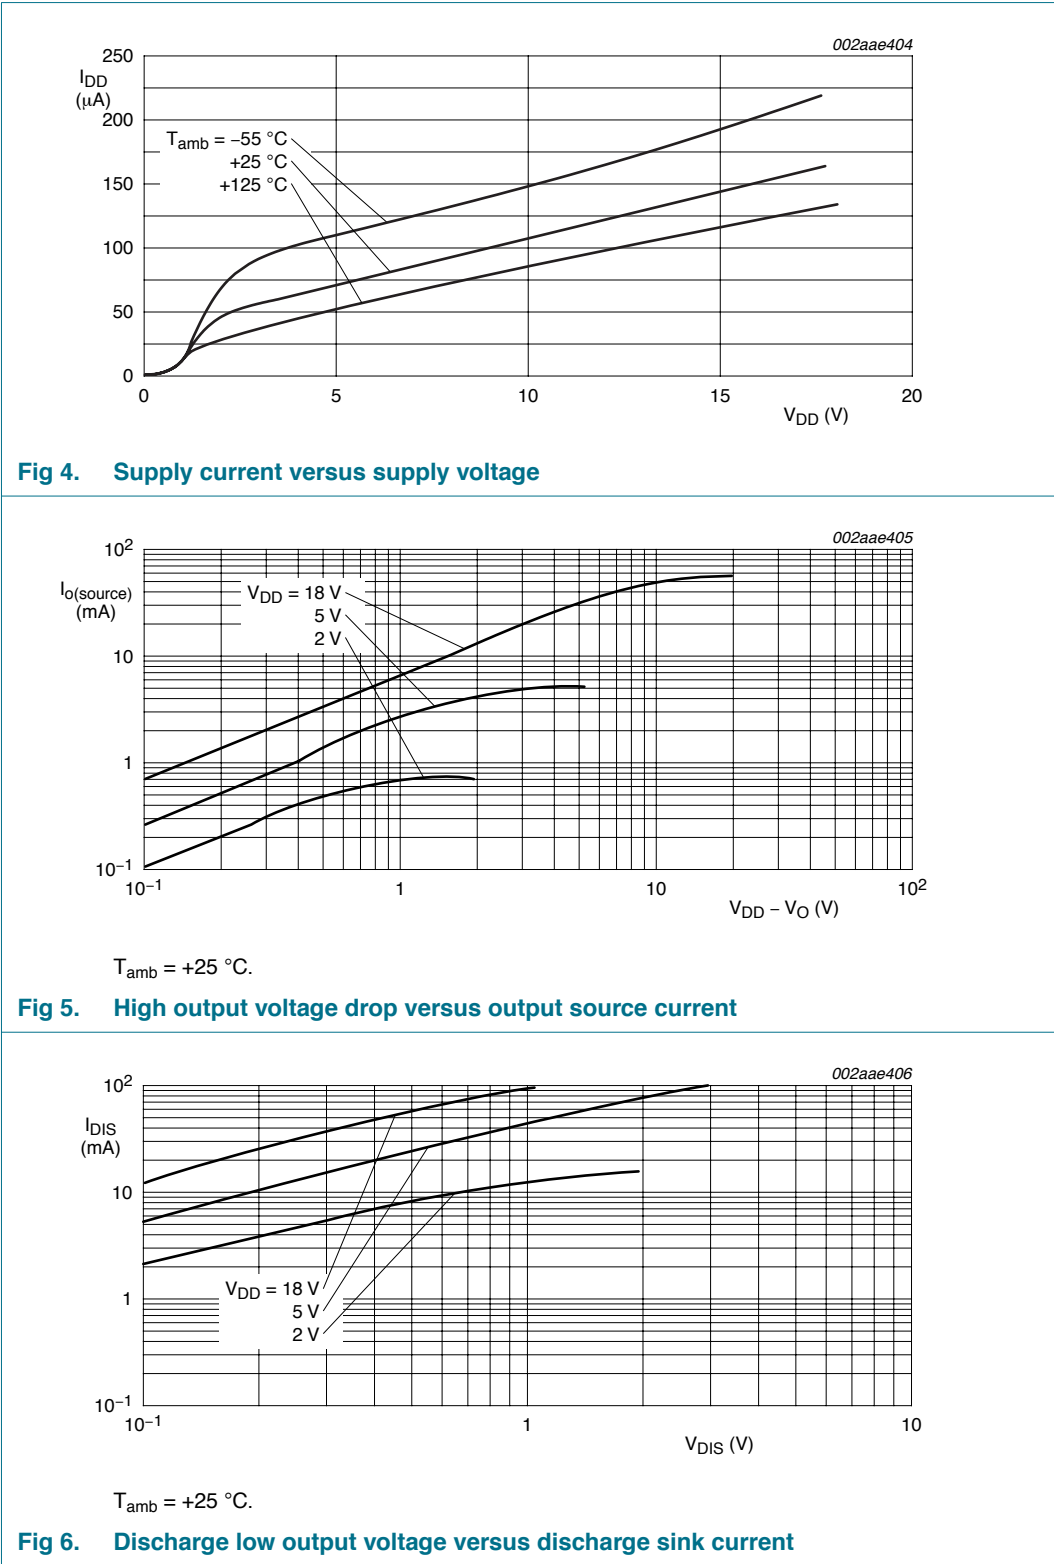 002aae404
250
I_DD
(μA)
200
T_amb = −55 °C
+25 °C
+125 °C
150
100
50
0
0 5 10 15 20
V_DD (V)
Fig 4. Supply current versus supply voltage
002aae405
10^2
I_o(source)
(mA)
V_DD = 18 V
5 V
2 V
10
1
10^−1
10^−1 1 10 10^2
V_DD − V_O (V)
T_amb = +25 °C.
Fig 5. High output voltage drop versus output source current
002aae406
10^2
I_DIS
(mA)
10
V_DD = 18 V
5 V
2 V
1
10^−1
10^−1 1 10
V_DIS (V)
T_amb = +25 °C.
Fig 6. Discharge low output voltage versus discharge sink current